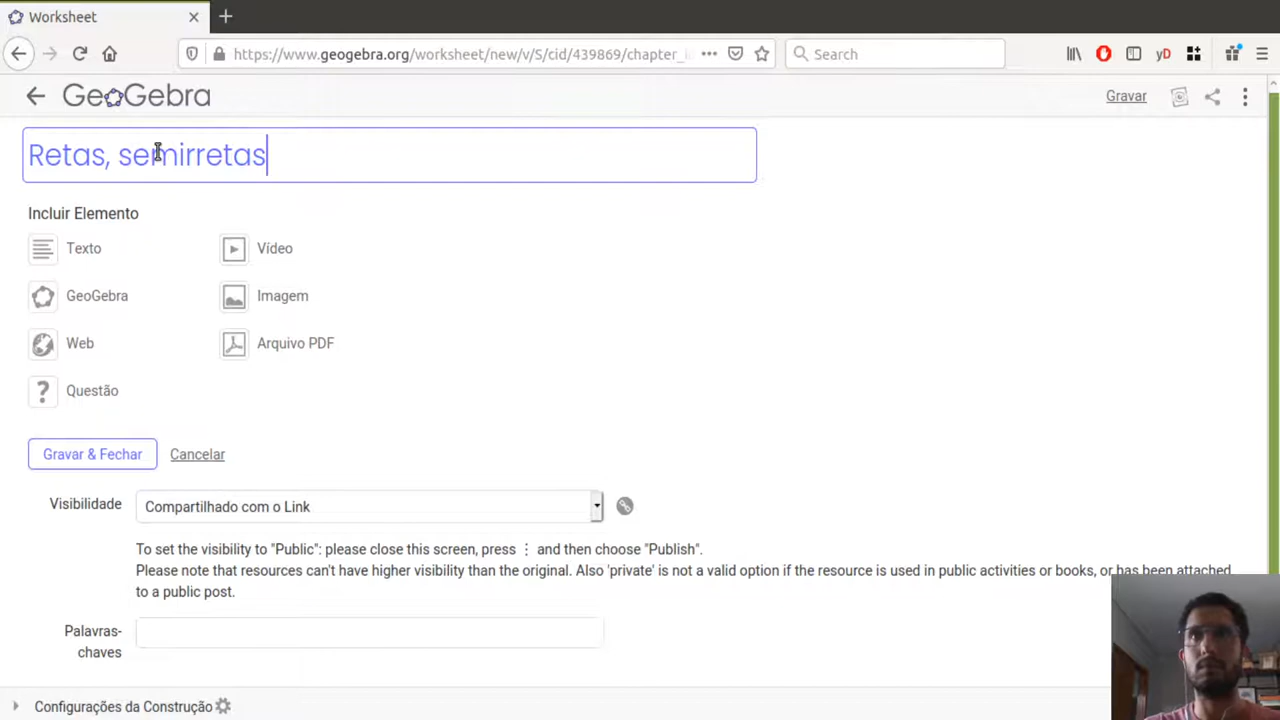 Worksheet
https://www.geogebra.org/worksheet/new/v/S/cid/439869/chapter_i
Search
yD
GeoGebra
Gravar
Retas, semirretas
Incluir Elemento
Texto
Vídeo
GeoGebra
Imagem
Web
Arquivo PDF
Questão
Gravar & Fechar
Cancelar
Visibilidade
Compartilhado com o Link
To set the visibility to "Public": please close this screen, press ⋮ and then choose "Publish".
Please note that resources can't have higher visibility than the original. Also 'private' is not a valid option if the resource is used in public activities or books, or has been attached
to a public post.
Palavras-
chaves
Configurações da Construção